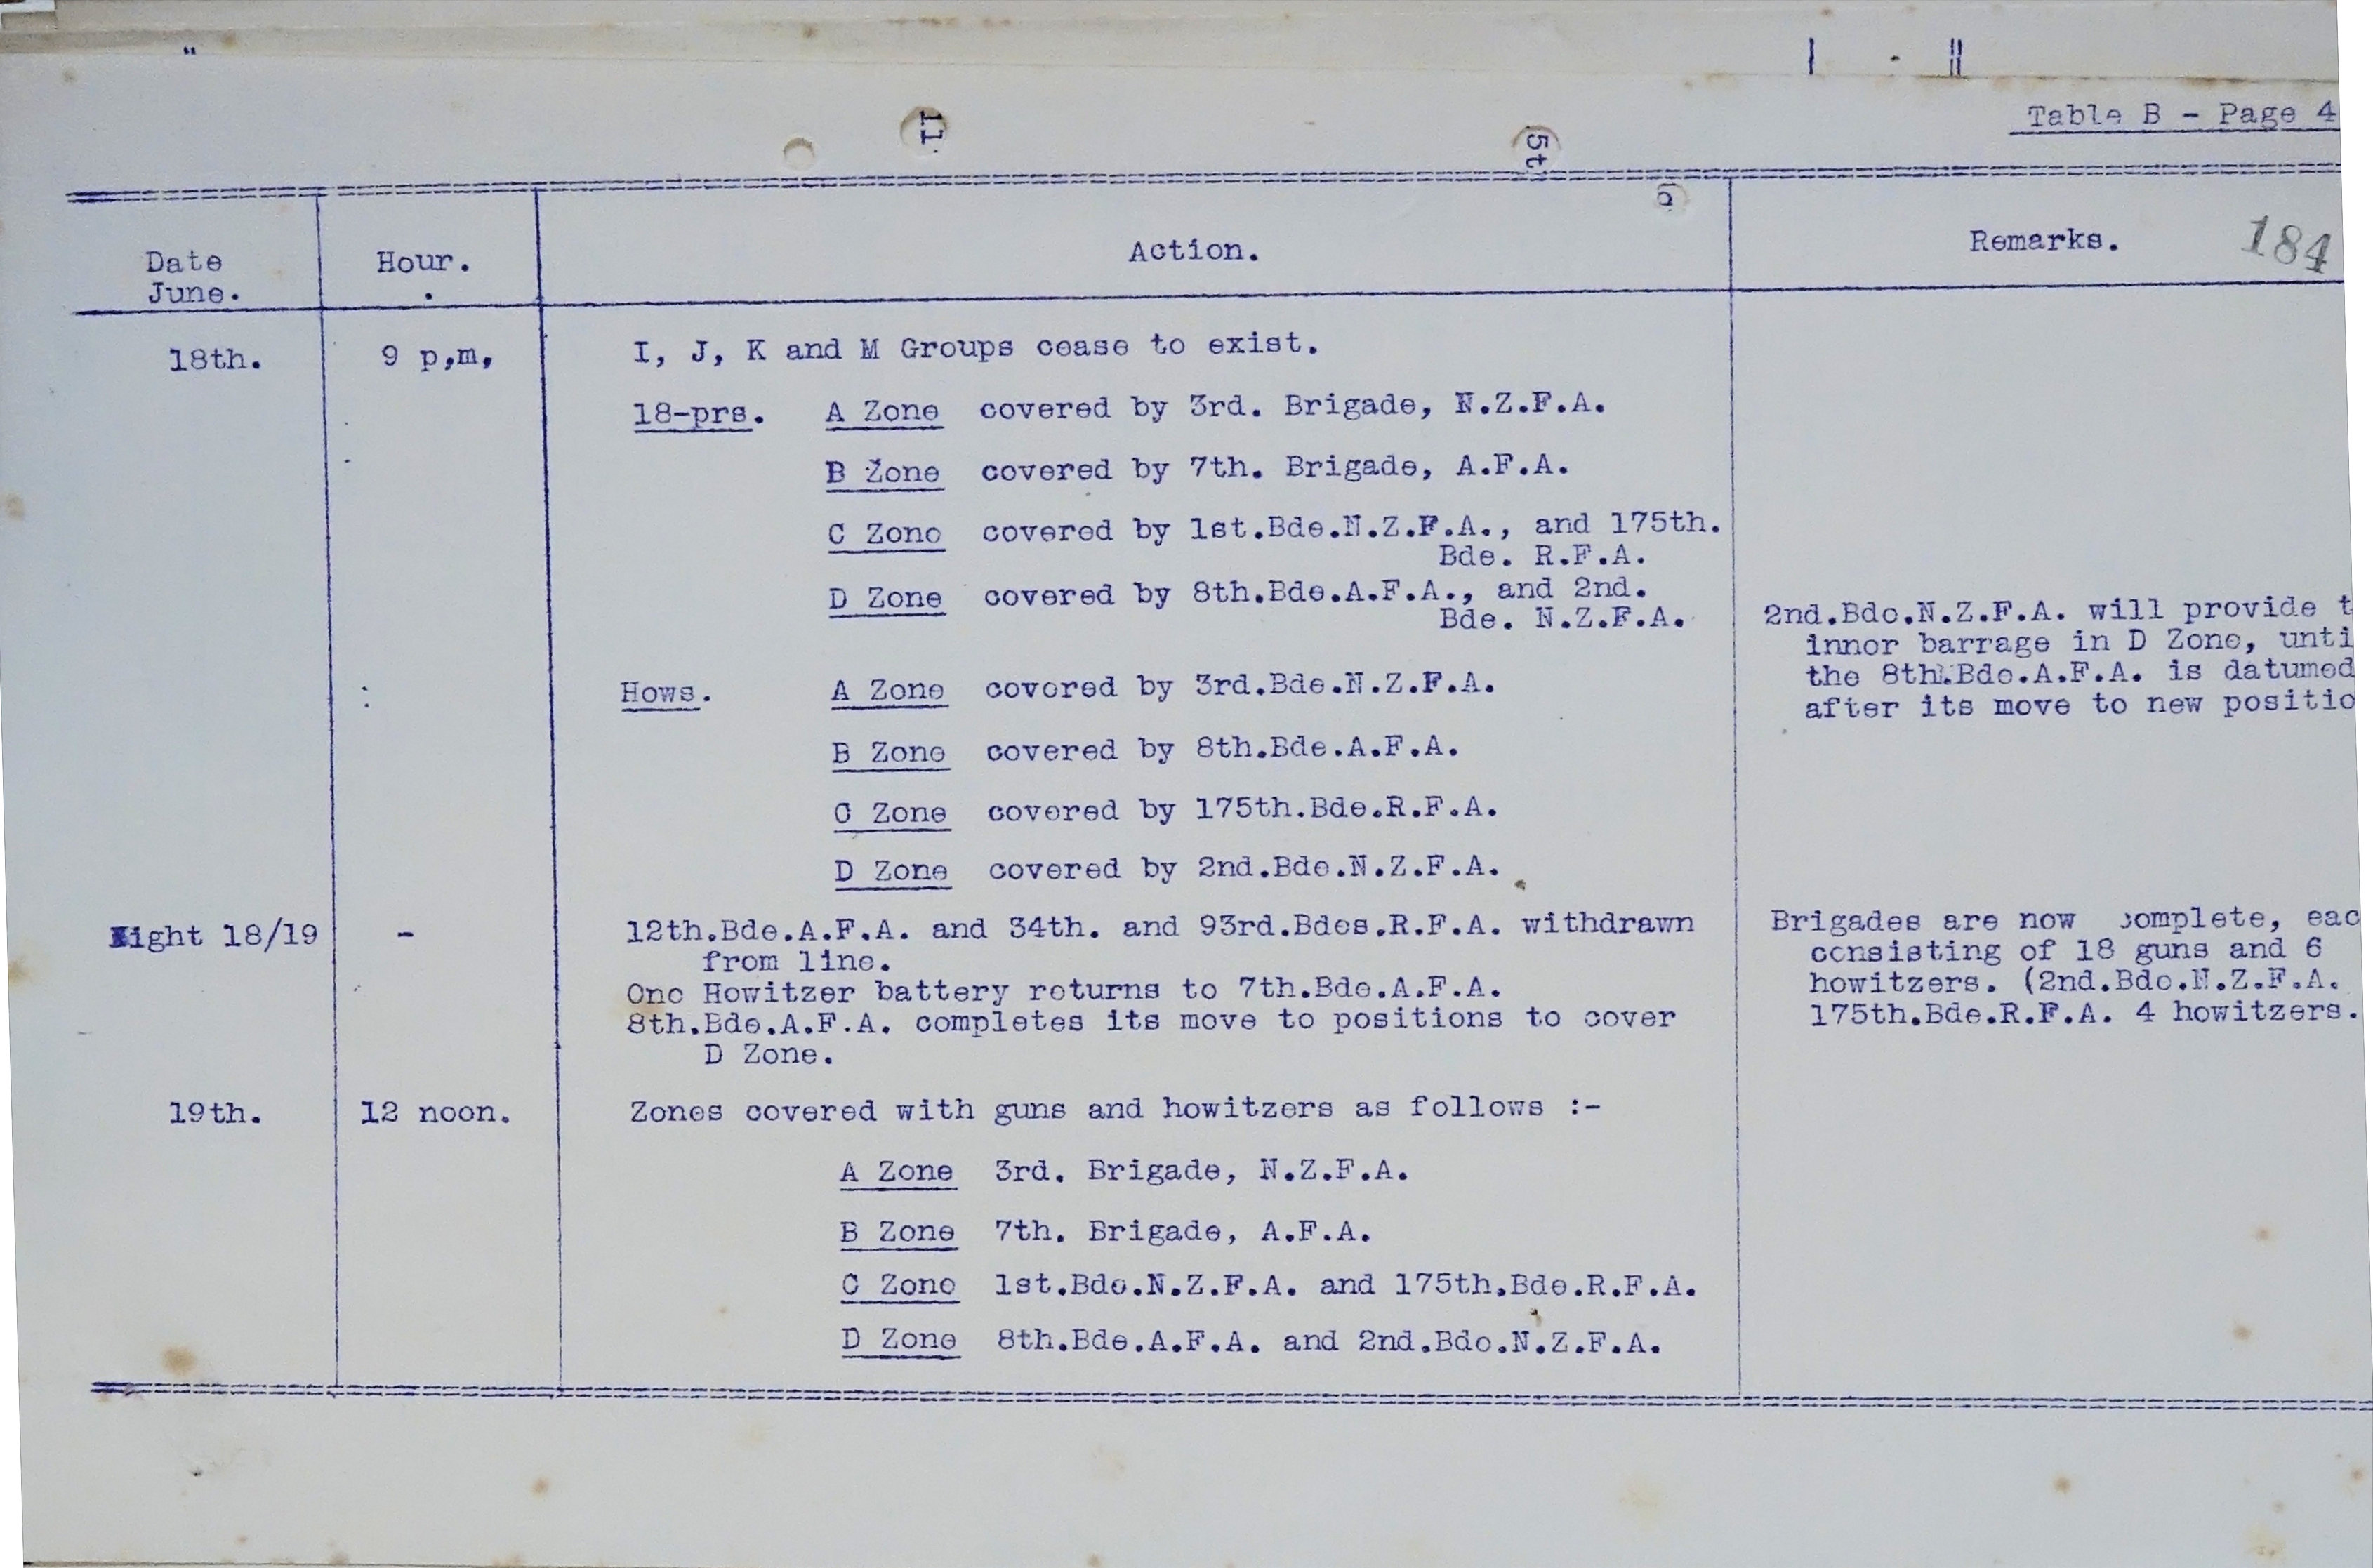 Table B - Page 4
184
Date Hour. Action. Remarks.
June.
18th. 9 p,m, I, J, K and M Groups cease to exist.
18-prs. A Zone covered by 3rd. Brigade, N.Z.F.A.
B Zone covered by 7th. Brigade, A.F.A.
C Zone covered by 1st.Bde.N.Z.F.A., and 175th.
Bde. R.F.A.
D Zone covered by 8th.Bde.A.F.A., and 2nd.
Bde. N.Z.F.A.
2nd.Bde.N.Z.F.A. will provide t
inner barrage in D Zone, unti
the 8th.Bde.A.F.A. is datumed
after its move to new positio
Hows. A Zone covered by 3rd.Bde.N.Z.F.A.
B Zone covered by 8th.Bde.A.F.A.
C Zone covered by 175th.Bde.R.F.A.
D Zone covered by 2nd.Bde.N.Z.F.A.
Night 18/19 - 12th.Bde.A.F.A. and 34th. and 93rd.Bdes.R.F.A. withdrawn
from line.
One Howitzer battery returns to 7th.Bde.A.F.A.
8th.Bde.A.F.A. completes its move to positions to cover
D Zone.
Brigades are now complete, eac
consisting of 18 guns and 6
howitzers. (2nd.Bde.N.Z.F.A.
175th.Bde.R.F.A. 4 howitzers.
19th. 12 noon. Zones covered with guns and howitzers as follows :-
A Zone 3rd. Brigade, N.Z.F.A.
B Zone 7th. Brigade, A.F.A.
C Zone 1st.Bde.N.Z.F.A. and 175th.Bde.R.F.A.
D Zone 8th.Bde.A.F.A. and 2nd.Bde.N.Z.F.A.